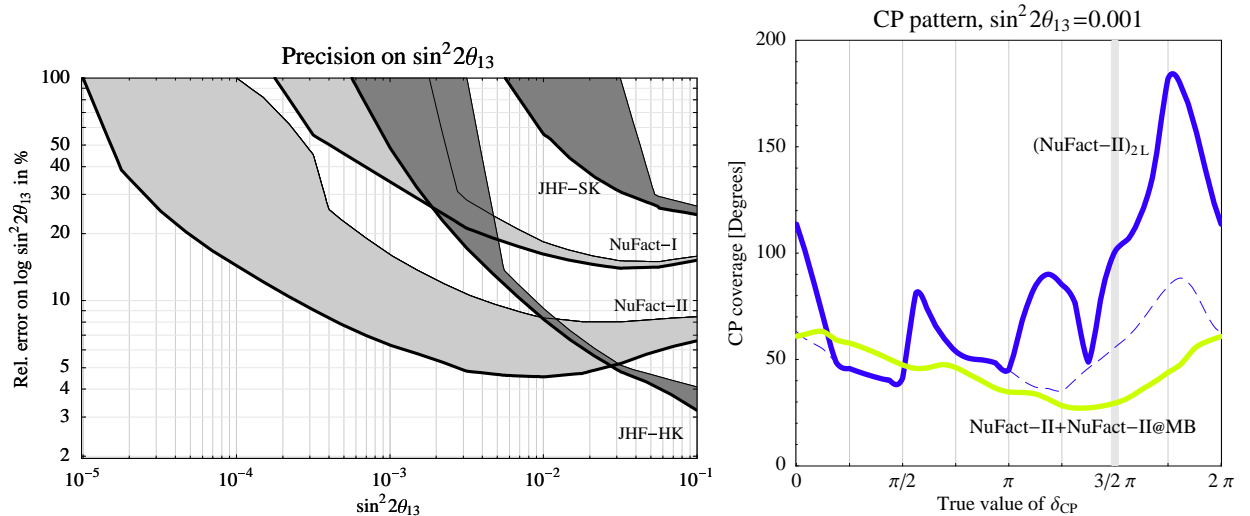 Precision on sin²2θ₁₃
Rel. error on log sin²2θ₁₃ in %
100
50
40
30
20
10
5
4
3
2
JHF−SK
NuFact−I
NuFact−II
JHF−HK
10⁻⁵
10⁻⁴
10⁻³
10⁻²
10⁻¹
sin²2θ₁₃
CP pattern, sin²2θ₁₃=0.001
CP coverage [Degrees]
200
150
100
50
0
(NuFact−II)₂L
NuFact−II+NuFact−II@MB
0
π/2
π
3/2 π
2 π
True value of δCP